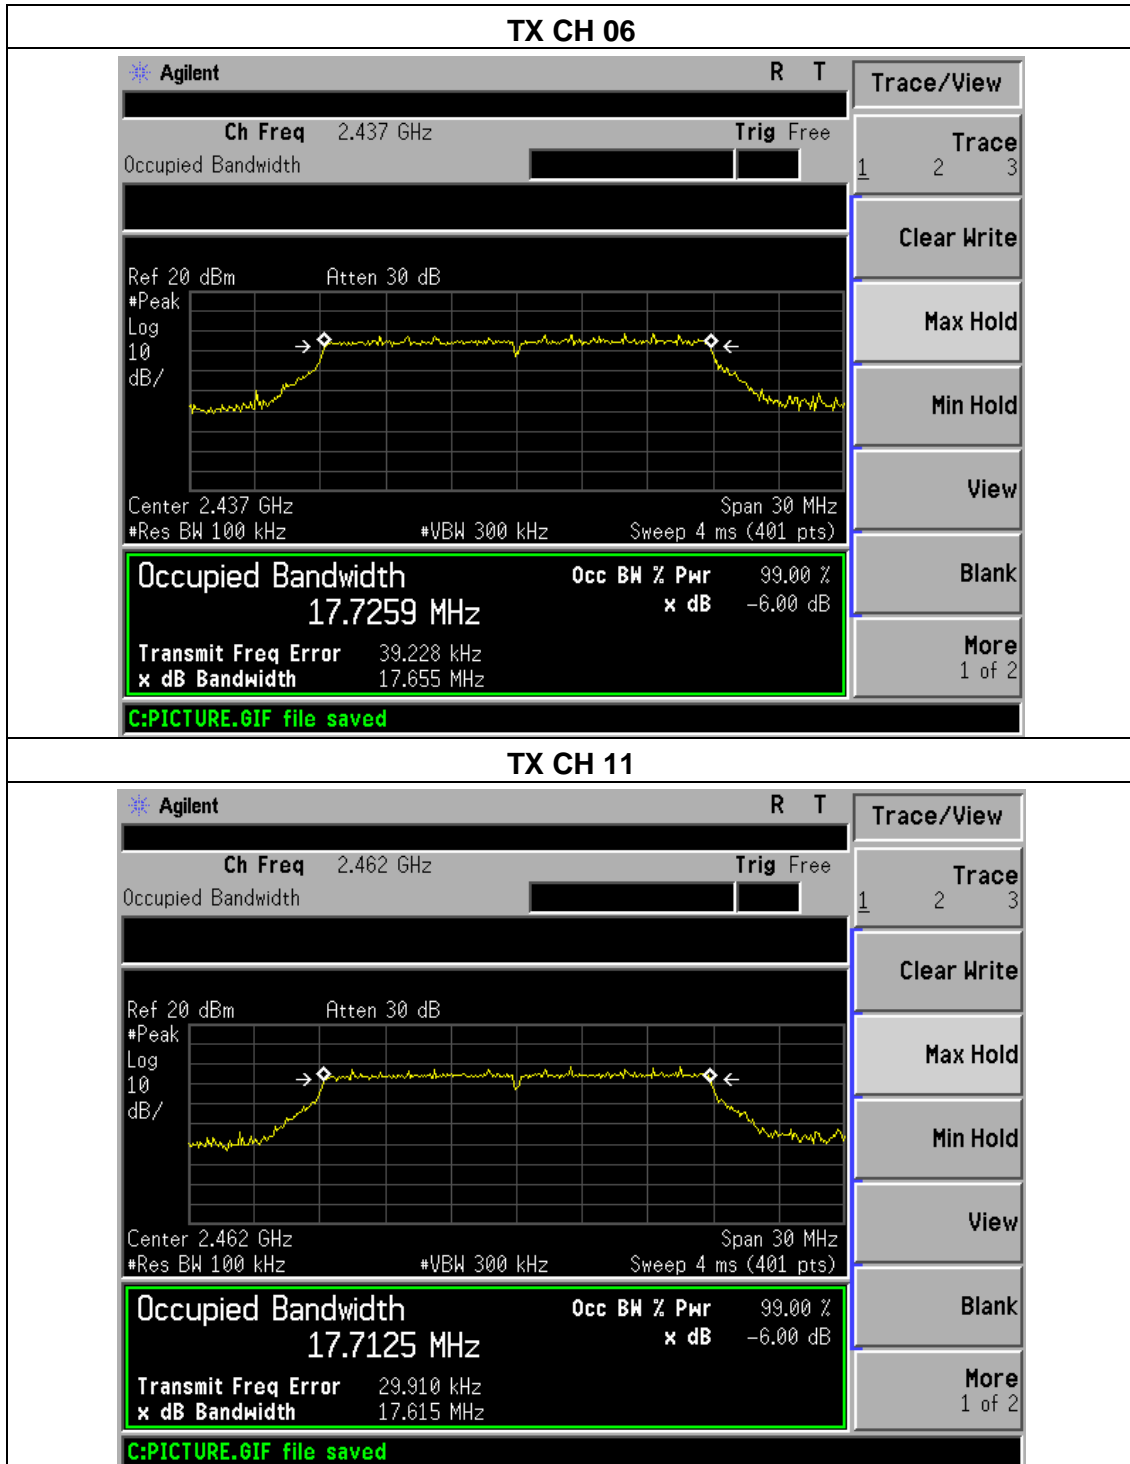 TX CH 06
Agilent R T
Trace/View
Ch Freq 2.437 GHz Trig Free
Occupied Bandwidth
Trace
1 2 3
Clear Write
Ref 20 dBm Atten 30 dB
#Peak
Log
10
dB/
Max Hold
Min Hold
View
Center 2.437 GHz Span 30 MHz
#Res BW 100 kHz #VBW 300 kHz Sweep 4 ms (401 pts)
Occupied Bandwidth Occ BW % Pwr 99.00 %
17.7259 MHz x dB -6.00 dB
Blank
Transmit Freq Error 39.228 kHz
x dB Bandwidth 17.655 MHz
More
1 of 2
C:PICTURE.GIF file saved
TX CH 11
Agilent R T
Trace/View
Ch Freq 2.462 GHz Trig Free
Occupied Bandwidth
Trace
1 2 3
Clear Write
Ref 20 dBm Atten 30 dB
#Peak
Log
10
dB/
Max Hold
Min Hold
View
Center 2.462 GHz Span 30 MHz
#Res BW 100 kHz #VBW 300 kHz Sweep 4 ms (401 pts)
Occupied Bandwidth Occ BW % Pwr 99.00 %
17.7125 MHz x dB -6.00 dB
Blank
Transmit Freq Error 29.910 kHz
x dB Bandwidth 17.615 MHz
More
1 of 2
C:PICTURE.GIF file saved